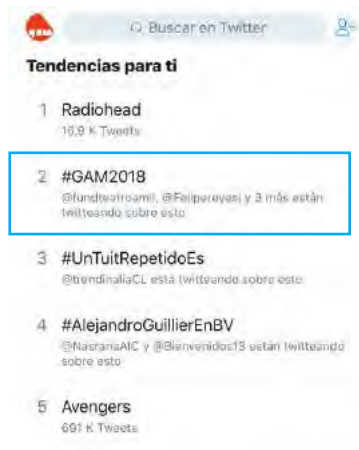 Buscar en Twitter
Tendencias para ti
1 Radiohead
16,9 K Tweets
2 #GAM2018
@fundteatroamil, @Feliperavesi y 3 más están
twitteando sobre esto
3 #UnTuitRepetidoEs
@trendinaliaCL está twitteando sobre esto
4 #AlejandroGuillierEnBV
@NasranaAIC y @Bienvenidos13 están twitteando
sobre esto
5 Avengers
691 K Tweets